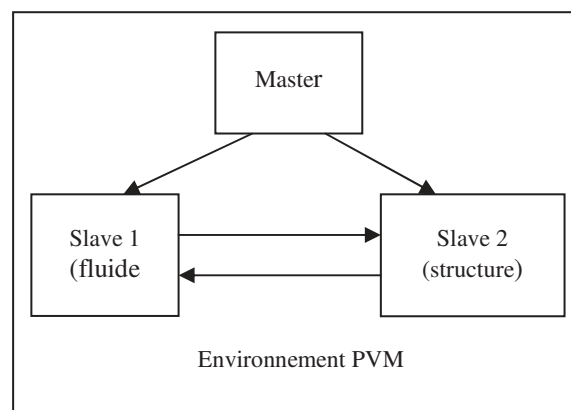 Master
Slave 1
(fluide
Slave 2
(structure)
Environnement PVM